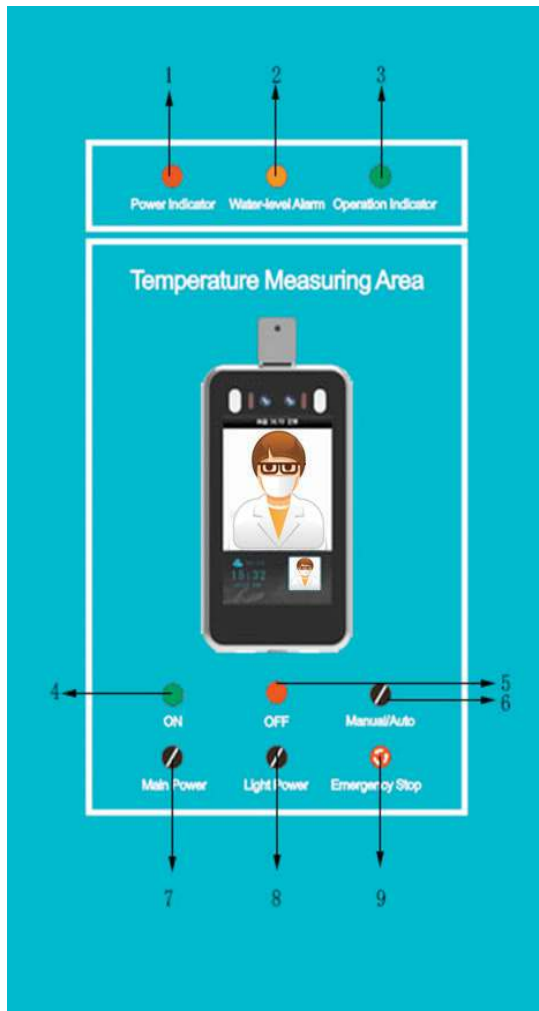 1 2 3
Power Indicator Water-level Alarm Operation Indicator
Temperature Measuring Area
15:32
4 5
ON OFF Manual/Auto 6
Main Power Light Power Emergency Stop
7 8 9